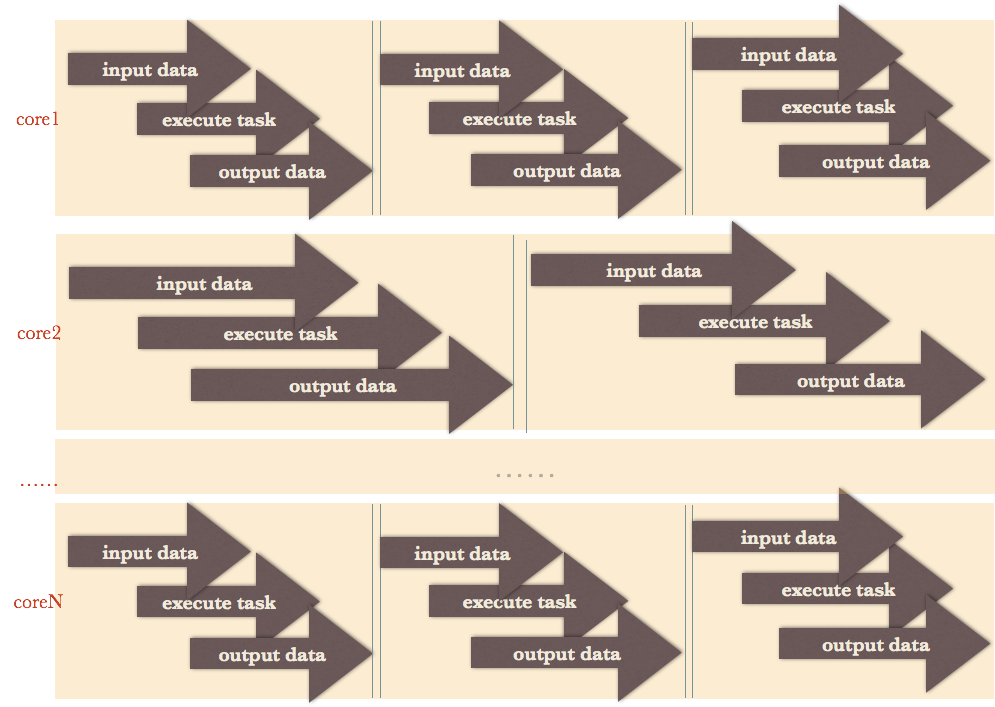 input data
input data
input data
core1
execute task
execute task
execute task
output data
output data
output data
input data
input data
core2
execute task
execute task
output data
output data
......
......
input data
input data
input data
coreN
execute task
execute task
execute task
output data
output data
output data